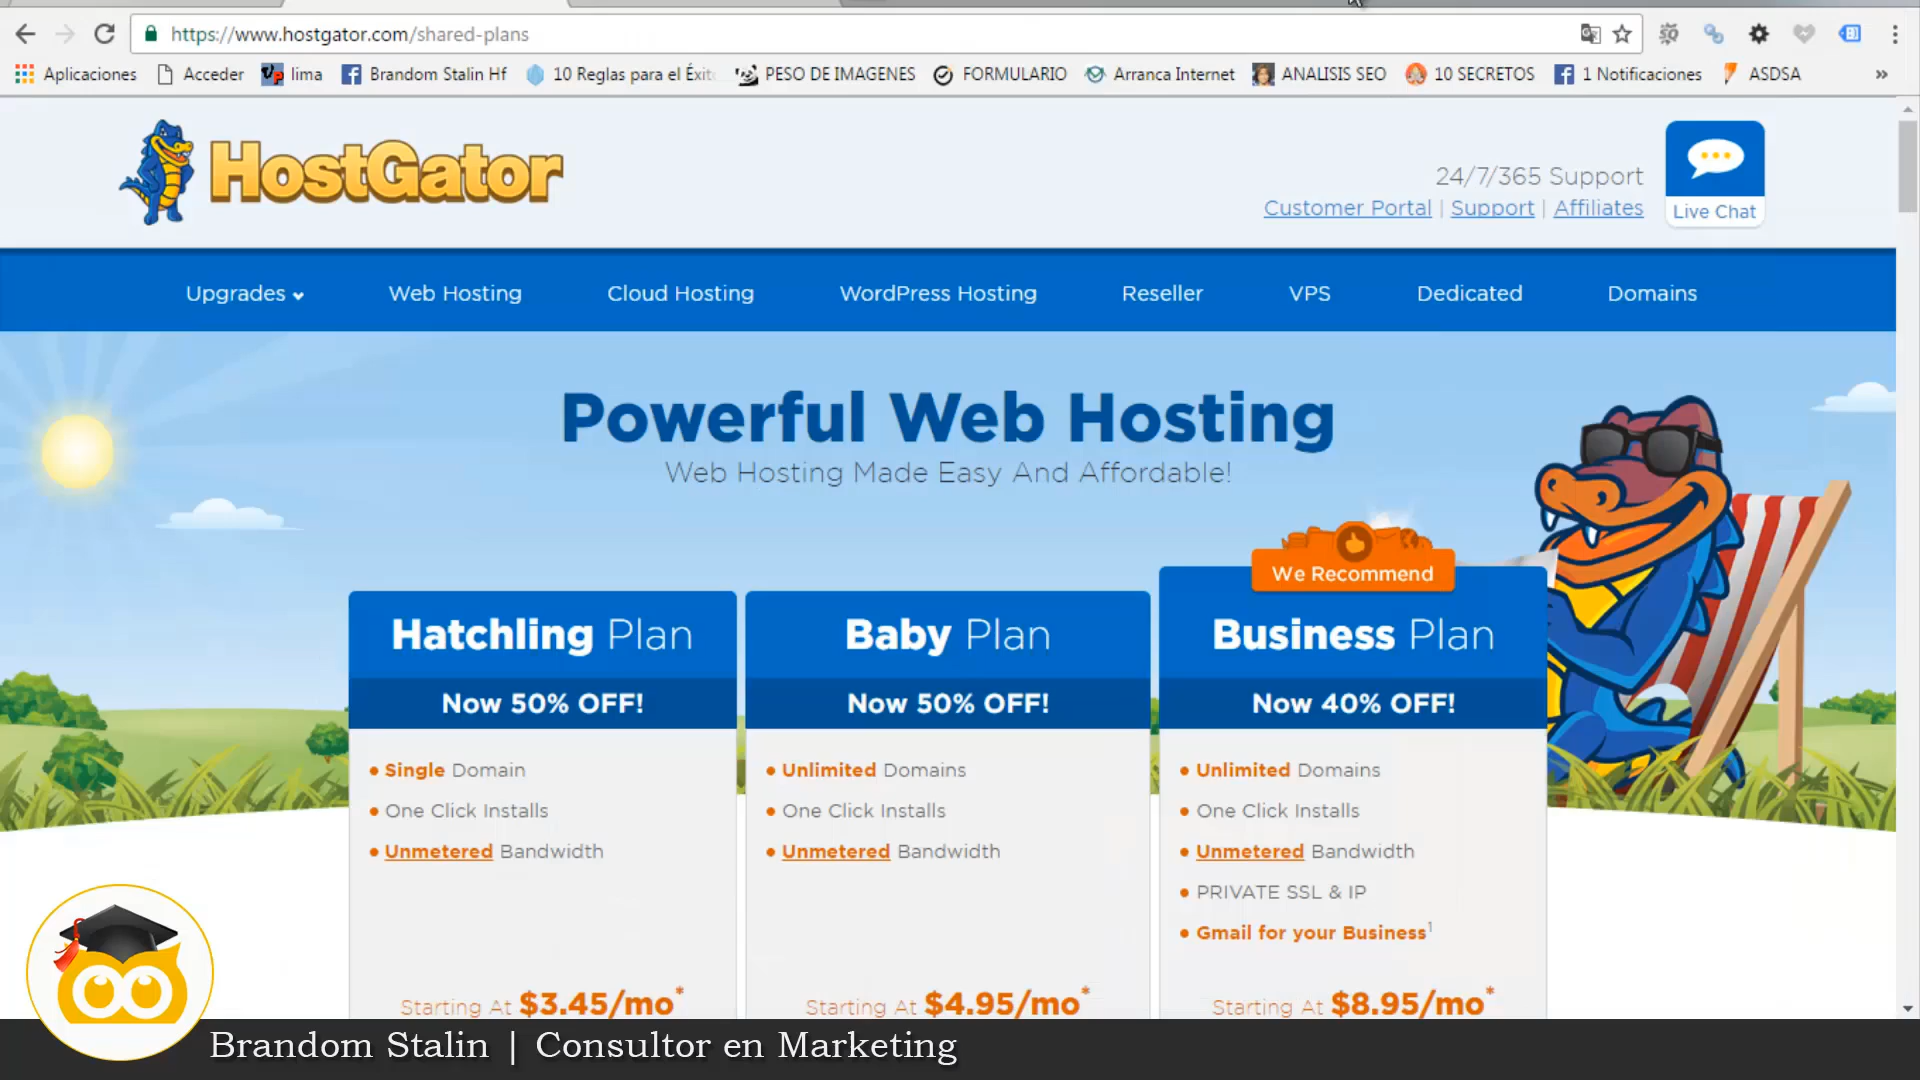 https://www.hostgator.com/shared-plans
Aplicaciones Acceder lima Brandom Stalin Hf 10 Reglas para el Éxit PESO DE IMAGENES FORMULARIO Arranca Internet ANALISIS SEO 10 SECRETOS 1 Notificaciones ASDSA »
HostGator
24/7/365 Support
Customer Portal | Support | Affiliates
Live Chat
Upgrades Web Hosting Cloud Hosting WordPress Hosting Reseller VPS Dedicated Domains
Powerful Web Hosting
Web Hosting Made Easy And Affordable!
We Recommend
Hatchling Plan
Now 50% OFF!
• Single Domain
• One Click Installs
• Unmetered Bandwidth
Starting At $3.45/mo*
Baby Plan
Now 50% OFF!
• Unlimited Domains
• One Click Installs
• Unmetered Bandwidth
Starting At $4.95/mo*
Business Plan
Now 40% OFF!
• Unlimited Domains
• One Click Installs
• Unmetered Bandwidth
• PRIVATE SSL & IP
• Gmail for your Business¹
Starting At $8.95/mo*
Brandom Stalin | Consultor en Marketing